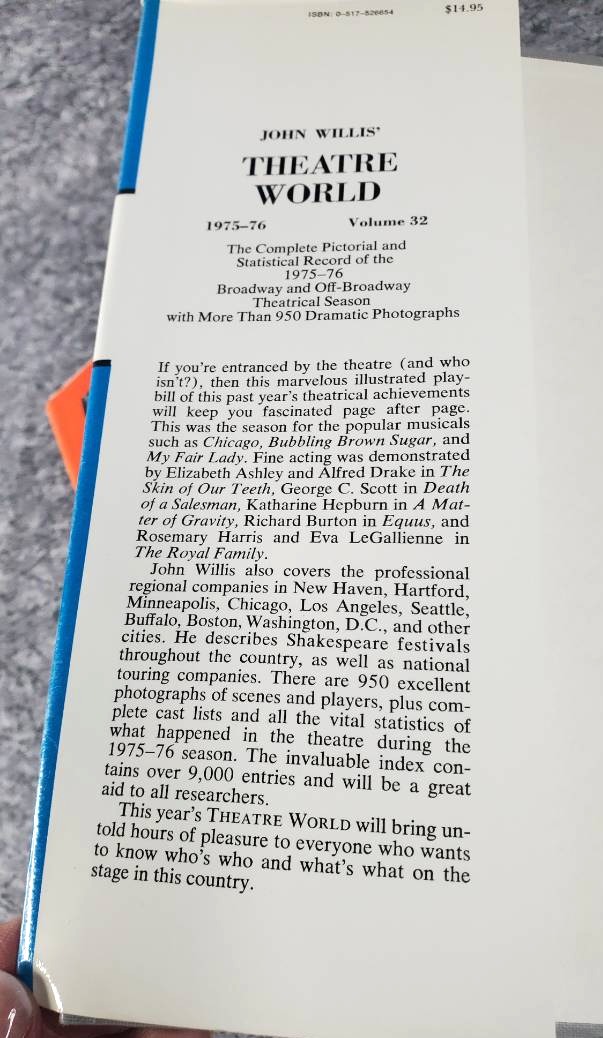 ISBN: 0-517-526654
$14.95
JOHN WILLIS'
THEATRE
WORLD
1975–76 Volume 32
The Complete Pictorial and
Statistical Record of the
1975–76
Broadway and Off-Broadway
Theatrical Season
with More Than 950 Dramatic Photographs
If you're entranced by the theatre (and who
isn't?), then this marvelous illustrated play-
bill of this past year's theatrical achievements
will keep you fascinated page after page.
This was the season for the popular musicals
such as Chicago, Bubbling Brown Sugar, and
My Fair Lady. Fine acting was demonstrated
by Elizabeth Ashley and Alfred Drake in The
Skin of Our Teeth, George C. Scott in Death
of a Salesman, Katharine Hepburn in A Mat-
ter of Gravity, Richard Burton in Equus, and
Rosemary Harris and Eva LeGallienne in
The Royal Family.
John Willis also covers the professional
regional companies in New Haven, Hartford,
Minneapolis, Chicago, Los Angeles, Seattle,
Buffalo, Boston, Washington, D.C., and other
cities. He describes Shakespeare festivals
throughout the country, as well as national
touring companies. There are 950 excellent
photographs of scenes and players, plus com-
plete cast lists and all the vital statistics of
what happened in the theatre during the
1975–76 season. The invaluable index con-
tains over 9,000 entries and will be a great
aid to all researchers.
This year's THEATRE WORLD will bring un-
told hours of pleasure to everyone who wants
to know who's who and what's what on the
stage in this country.